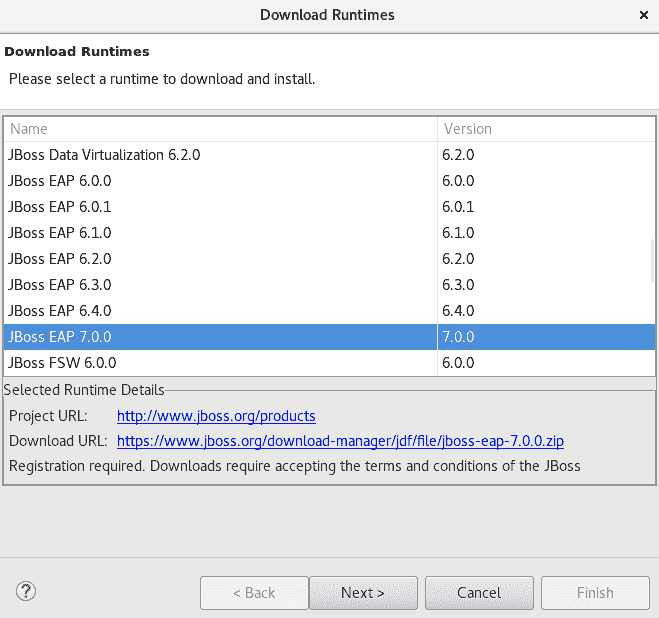 Download Runtimes ×
Download Runtimes
Please select a runtime to download and install.
Name Version
JBoss Data Virtualization 6.2.0 6.2.0
JBoss EAP 6.0.0 6.0.0
JBoss EAP 6.0.1 6.0.1
JBoss EAP 6.1.0 6.1.0
JBoss EAP 6.2.0 6.2.0
JBoss EAP 6.3.0 6.3.0
JBoss EAP 6.4.0 6.4.0
JBoss EAP 7.0.0 7.0.0
JBoss FSW 6.0.0 6.0.0
Selected Runtime Details
Project URL: http://www.jboss.org/products
Download URL: https://www.jboss.org/download-manager/jdf/file/jboss-eap-7.0.0.zip
Registration required. Downloads require accepting the terms and conditions of the JBoss
? < Back Next > Cancel Finish